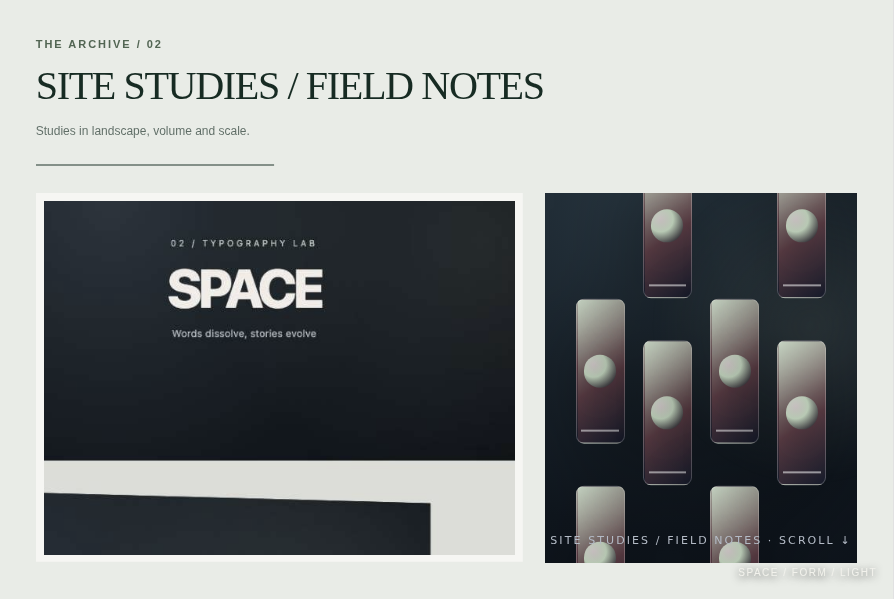 THE ARCHIVE / 02
SITE STUDIES / FIELD NOTES
Studies in landscape, volume and scale.
02 / TYPOGRAPHY LAB
SPACE
Words dissolve, stories evolve
SITE STUDIES / FIELD NOTES · SCROLL ↓
SPACE / FORM / LIGHT